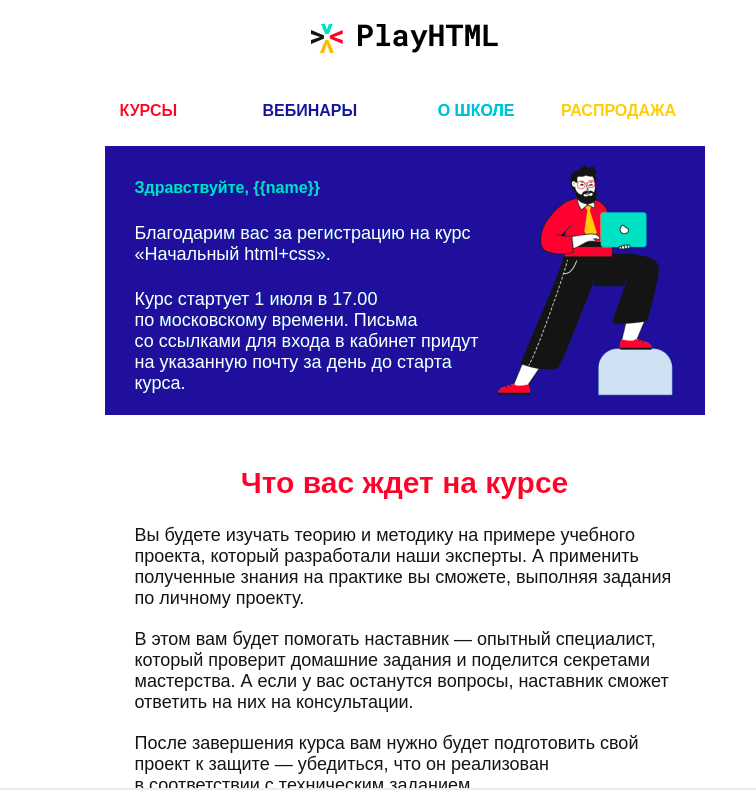 PlayHTML
КУРСЫ ВЕБИНАРЫ О ШКОЛЕ РАСПРОДАЖА
Здравствуйте, {{name}}
Благодарим вас за регистрацию на курс
«Начальный html+css».
Курс стартует 1 июля в 17.00
по московскому времени. Письма
со ссылками для входа в кабинет придут
на указанную почту за день до старта
курса.
Что вас ждет на курсе
Вы будете изучать теорию и методику на примере учебного
проекта, который разработали наши эксперты. А применить
полученные знания на практике вы сможете, выполняя задания
по личному проекту.
В этом вам будет помогать наставник — опытный специалист,
который проверит домашние задания и поделится секретами
мастерства. А если у вас останутся вопросы, наставник сможет
ответить на них на консультации.
После завершения курса вам нужно будет подготовить свой
проект к защите — убедиться, что он реализован
в соответствии с техническим заданием